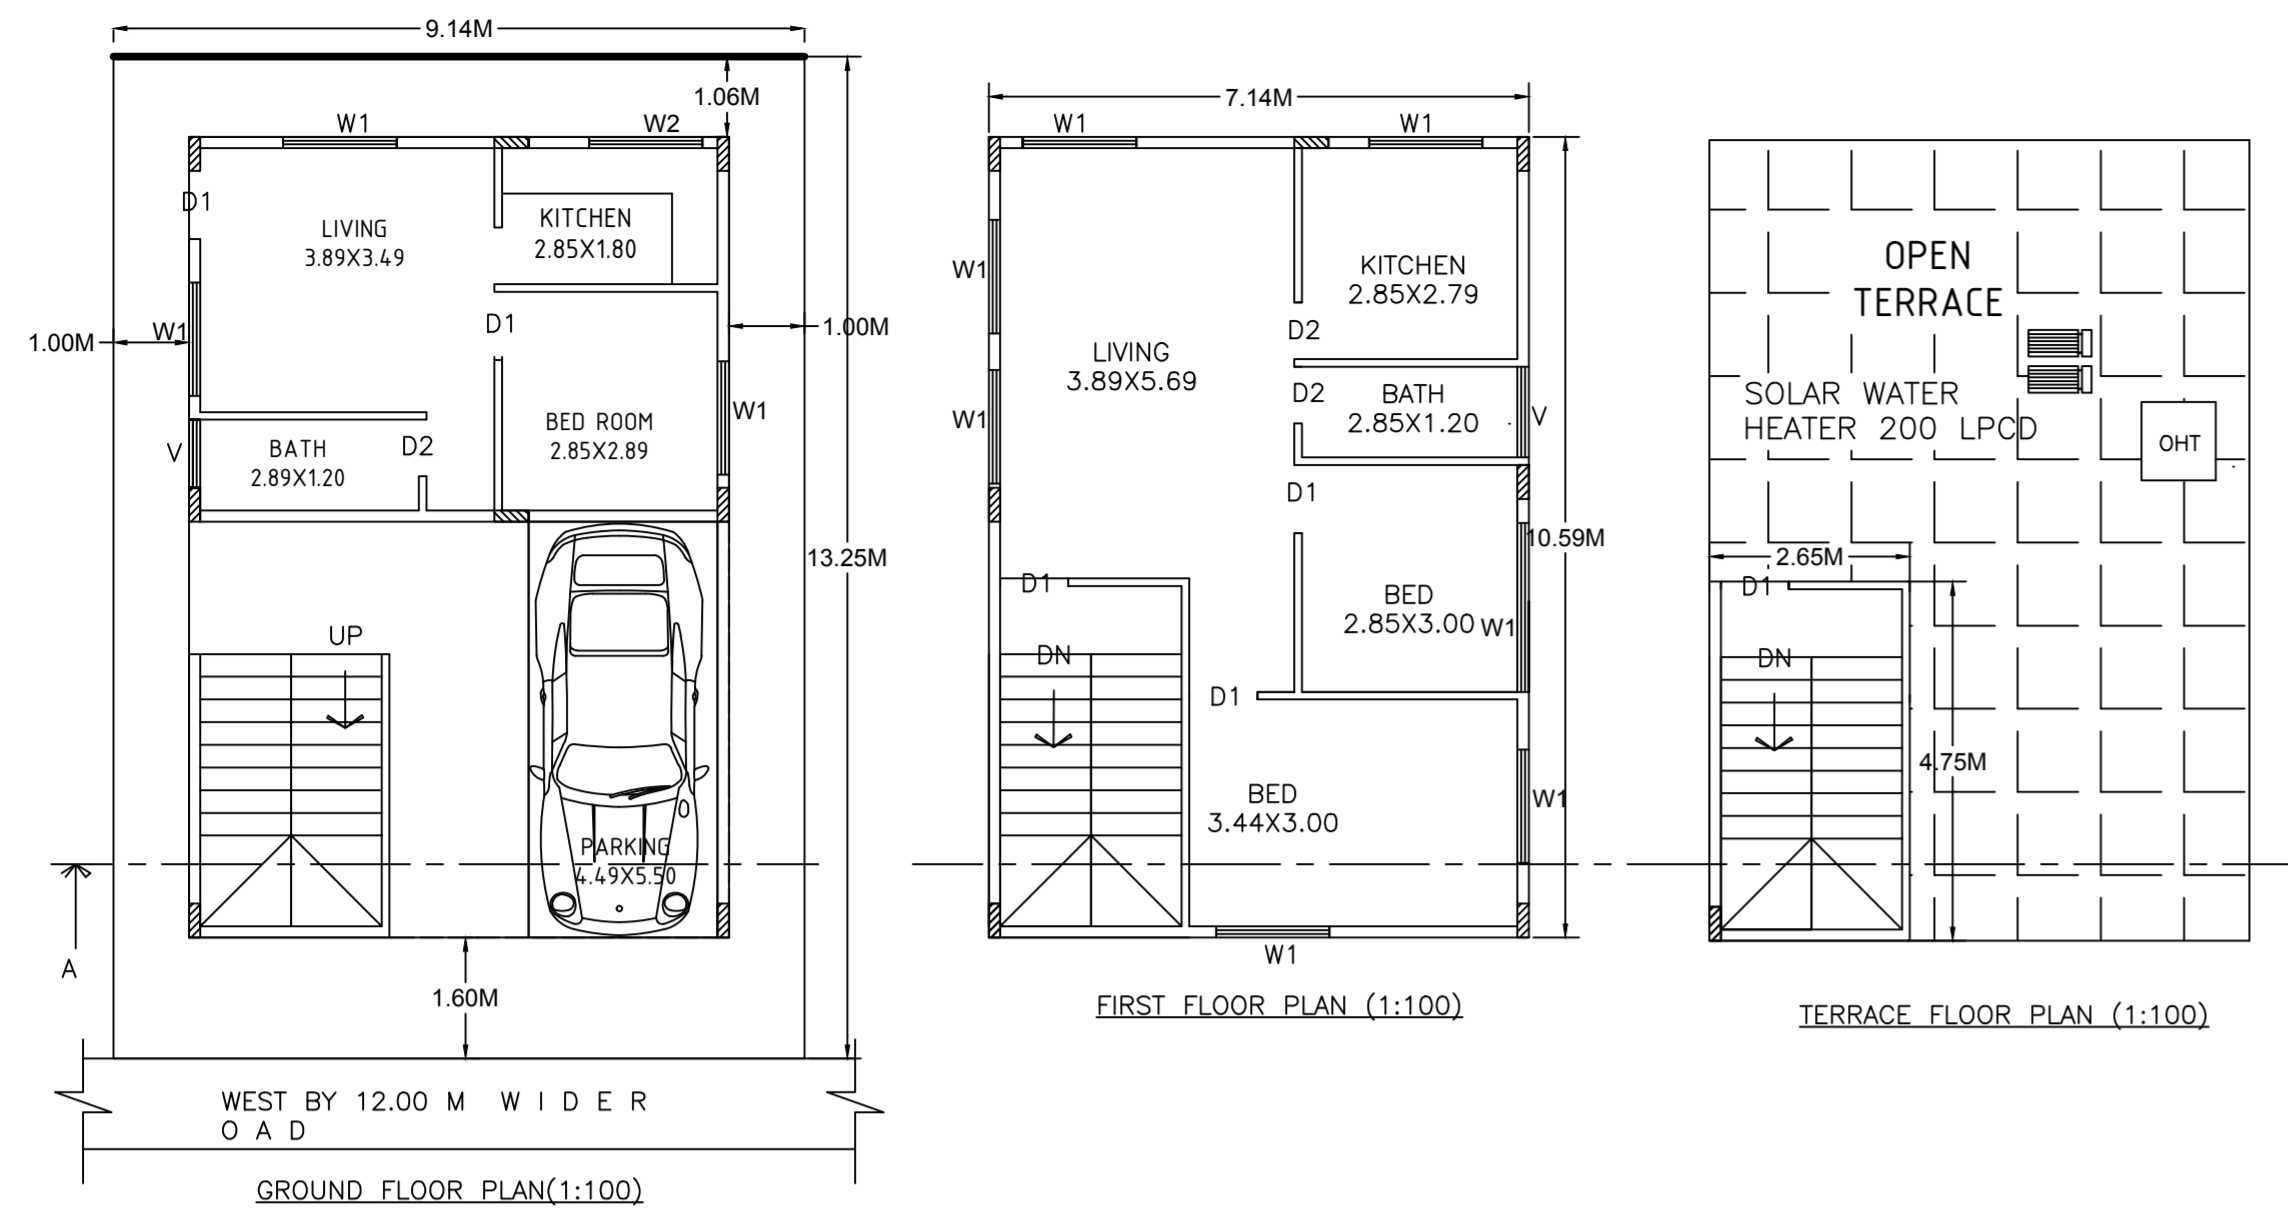 9.14M
1.06M
W1
W2
D1
LIVING
3.89X3.49
KITCHEN
2.85X1.80
D1
1.00M
W1
1.00M
W1
BED ROOM
2.85X2.89
V
BATH
2.89X1.20
D2
13.25M
UP
PARKING
4.49X5.50
A
1.60M
WEST BY 12.00 M W I D E R
O A D
GROUND FLOOR PLAN(1:100)
7.14M
W1
W1
W1
KITCHEN
2.85X2.79
D2
LIVING
3.89X5.69
D2
BATH
2.85X1.20
V
W1
D1
10.59M
D1
BED
2.85X3.00
W1
DN
D1
BED
3.44X3.00
W1
W1
FIRST FLOOR PLAN (1:100)
OPEN
TERRACE
SOLAR WATER
HEATER 200 LPCD
OHT
2.65M
D1
DN
4.75M
TERRACE FLOOR PLAN (1:100)